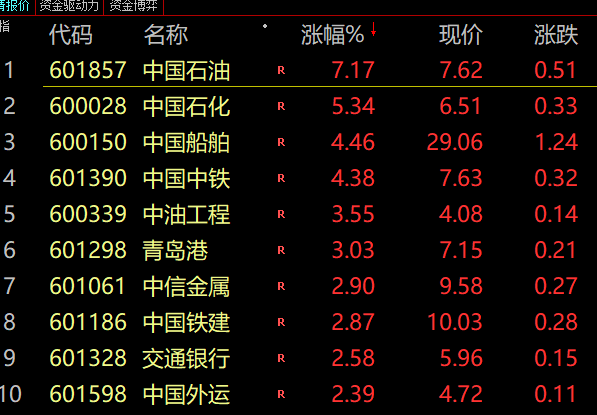 情报价 资金驱动力 资金博弈
指 代码 名称 涨幅% 现价 涨跌
1 601857 中国石油 R 7.17 7.62 0.51
2 600028 中国石化 R 5.34 6.51 0.33
3 600150 中国船舶 R 4.46 29.06 1.24
4 601390 中国中铁 R 4.38 7.63 0.32
5 600339 中油工程 R 3.55 4.08 0.14
6 601298 青岛港 R 3.03 7.15 0.21
7 601061 中信金属 R 2.90 9.58 0.27
8 601186 中国铁建 R 2.87 10.03 0.28
9 601328 交通银行 R 2.58 5.96 0.15
10 601598 中国外运 R 2.39 4.72 0.11